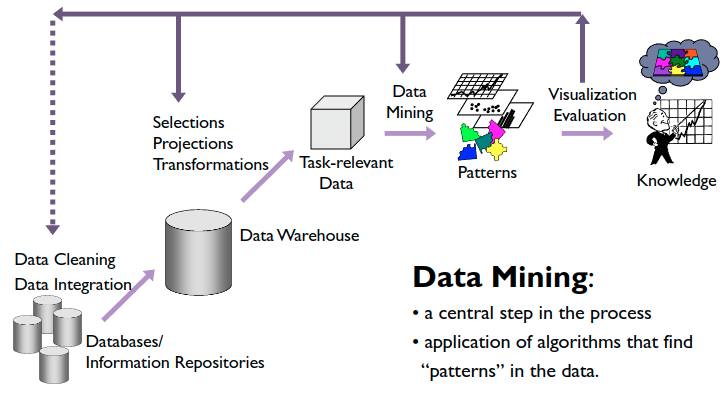 Data
Mining
Visualization
Evaluation
Selections
Projections
Transformations
Task-relevant
Data
Patterns
Knowledge
Data Warehouse
Data Cleaning
Data Integration
Databases/
Information Repositories
Data Mining:
• a central step in the process
• application of algorithms that find
“patterns” in the data.